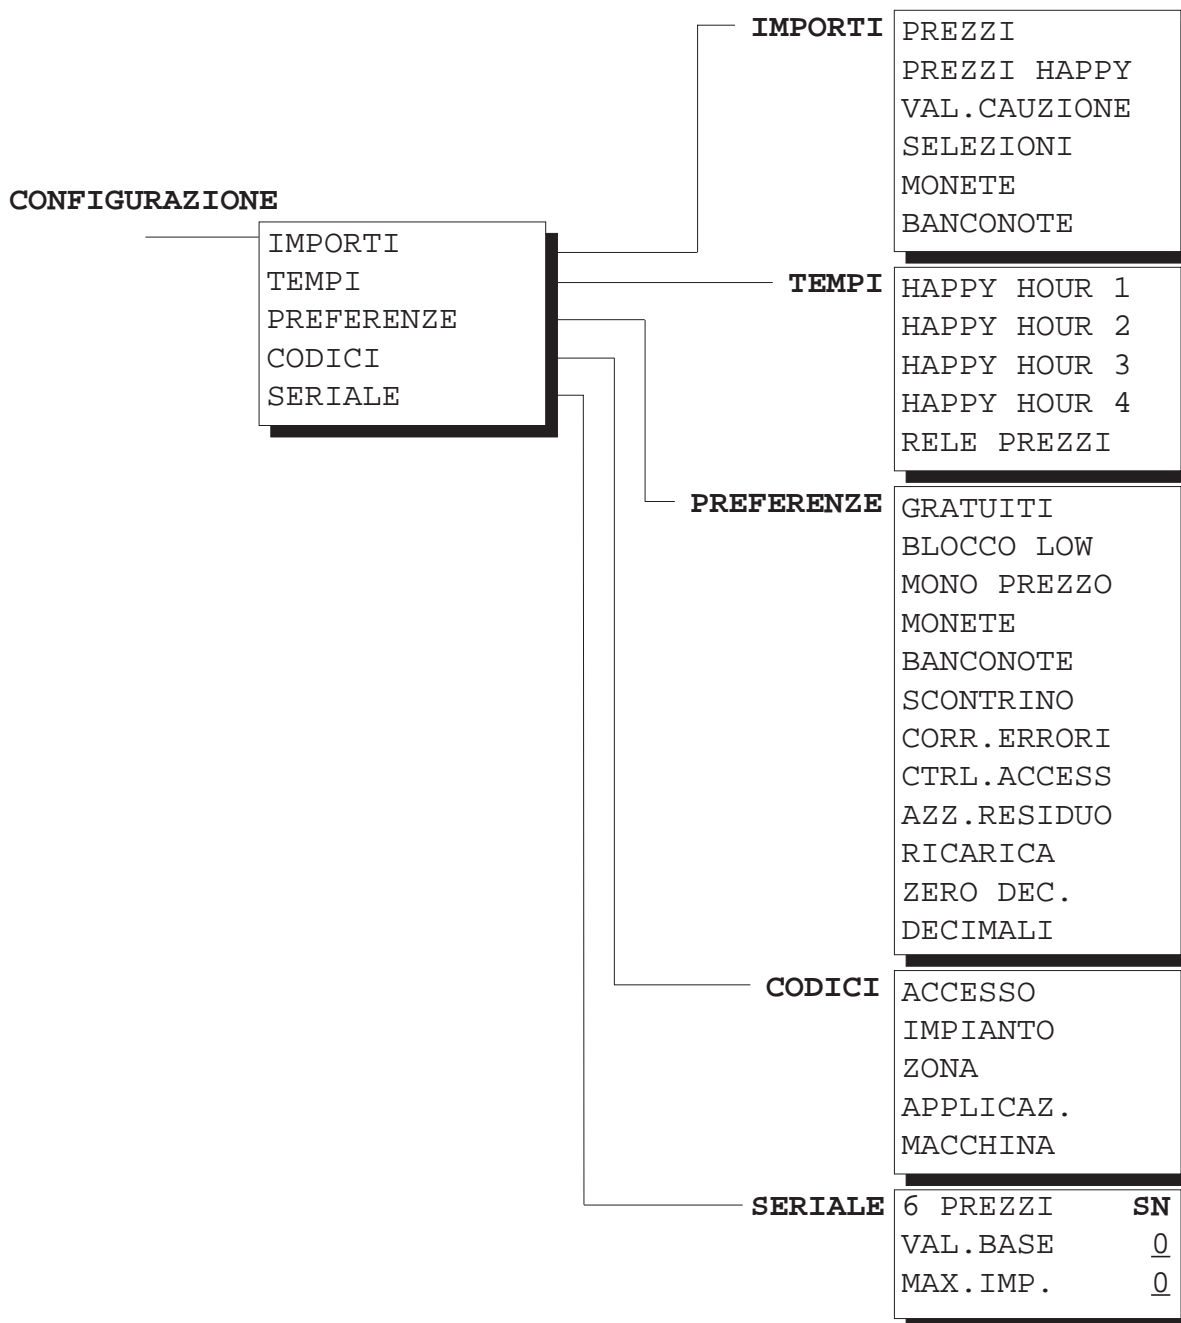 CONFIGURAZIONE
IMPORTI
TEMPI
PREFERENZE
CODICI
SERIALE
IMPORTI
PREZZI
PREZZI HAPPY
VAL.CAUZIONE
SELEZIONI
MONETE
BANCONOTE
TEMPI
HAPPY HOUR 1
HAPPY HOUR 2
HAPPY HOUR 3
HAPPY HOUR 4
RELE PREZZI
PREFERENZE
GRATUITI
BLOCCO LOW
MONO PREZZO
MONETE
BANCONOTE
SCONTRINO
CORR.ERRORI
CTRL.ACCESS
AZZ.RESIDUO
RICARICA
ZERO DEC.
DECIMALI
CODICI
ACCESSO
IMPIANTO
ZONA
APPLICAZ.
MACCHINA
SERIALE
6 PREZZI SN
VAL.BASE 0
MAX.IMP. 0